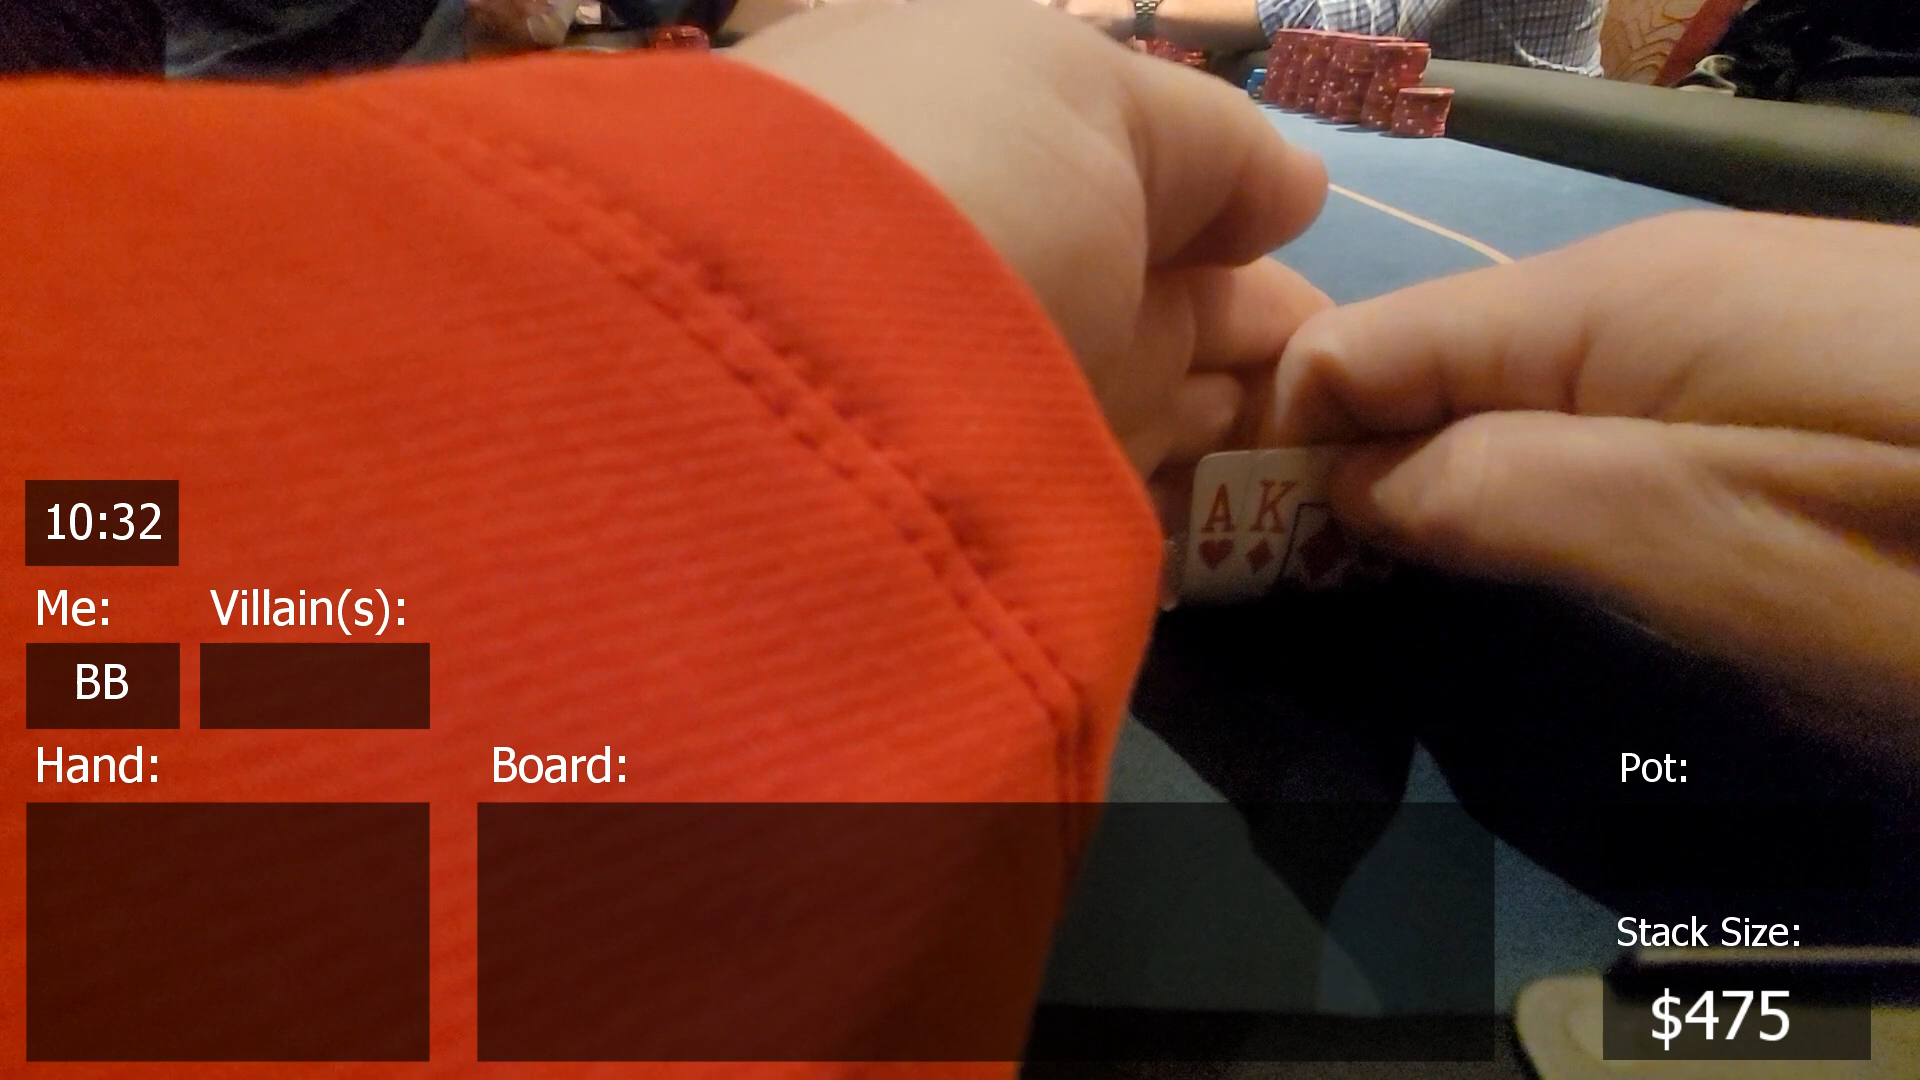 A K
10:32
Me: Villain(s):
BB
Hand: Board: Pot:
Stack Size:
$475